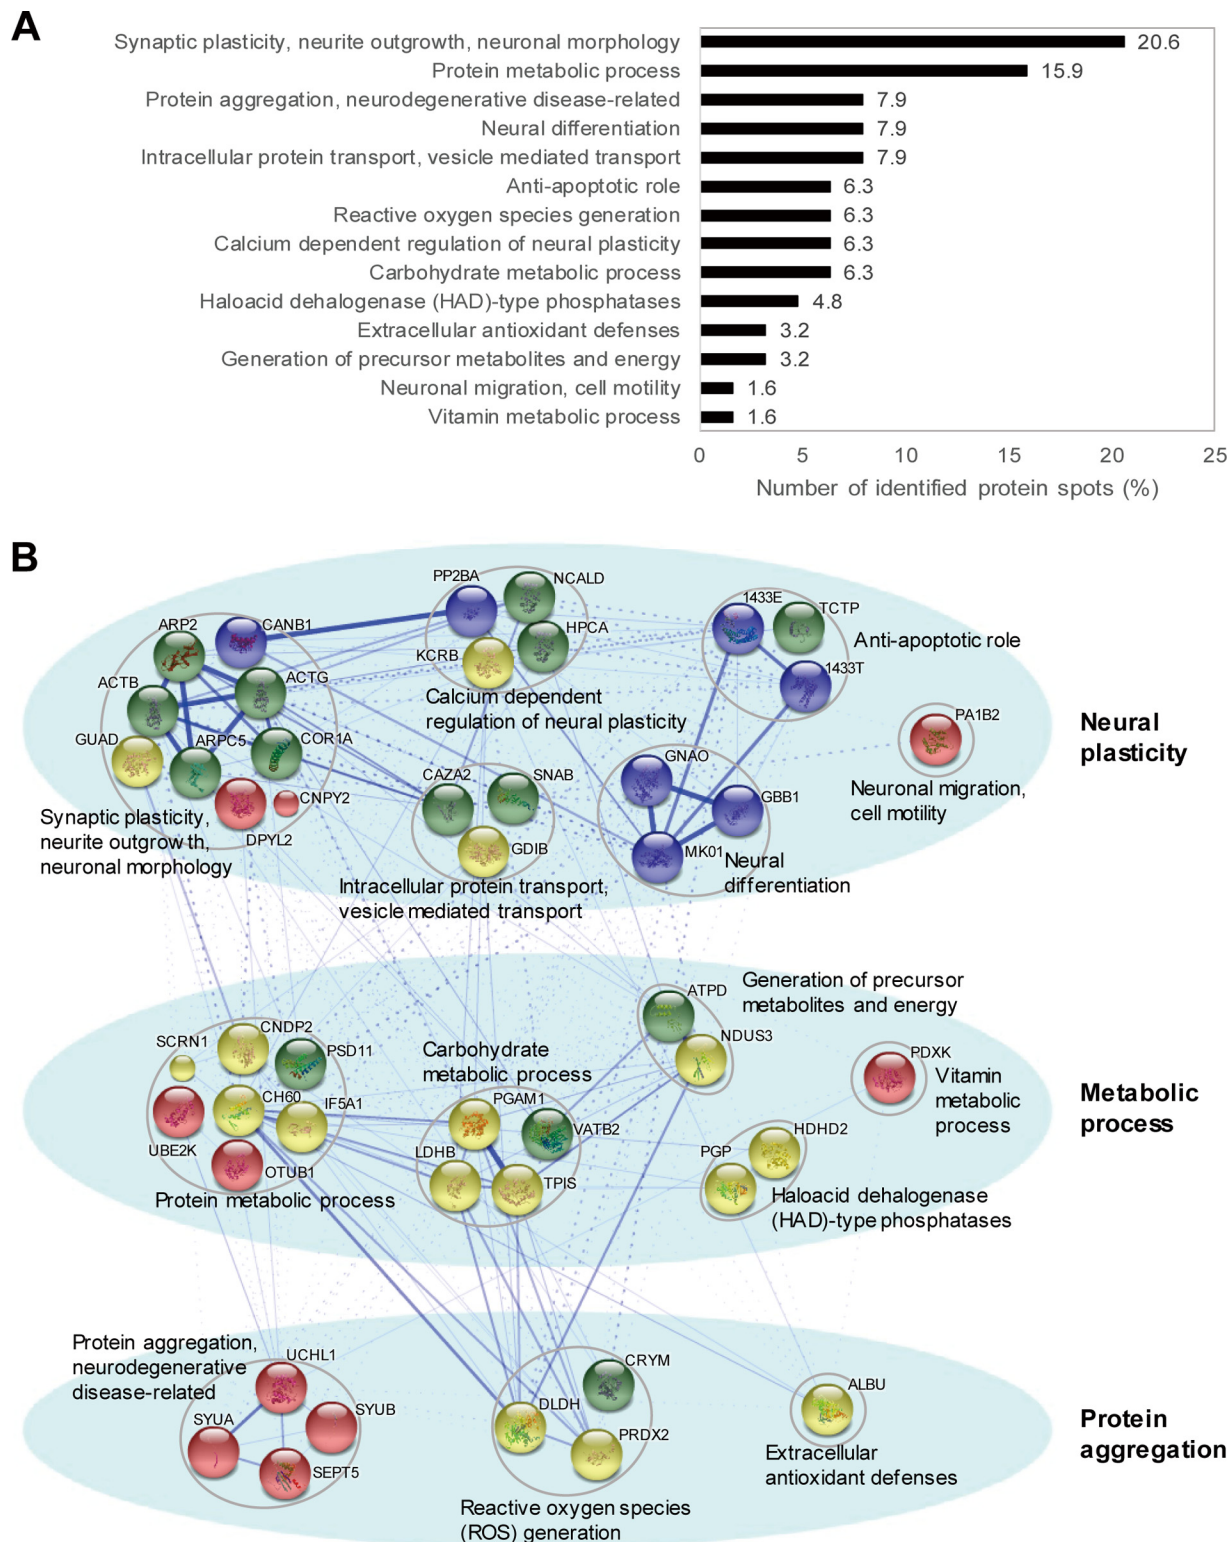 A
Synaptic plasticity, neurite outgrowth, neuronal morphology 20.6
Protein metabolic process 15.9
Protein aggregation, neurodegenerative disease-related 7.9
Neural differentiation 7.9
Intracellular protein transport, vesicle mediated transport 7.9
Anti-apoptotic role 6.3
Reactive oxygen species generation 6.3
Calcium dependent regulation of neural plasticity 6.3
Carbohydrate metabolic process 6.3
Haloacid dehalogenase (HAD)-type phosphatases 4.8
Extracellular antioxidant defenses 3.2
Generation of precursor metabolites and energy 3.2
Neuronal migration, cell motility 1.6
Vitamin metabolic process 1.6
0 5 10 15 20 25
Number of identified protein spots (%)
B
ARP2
CANB1
ACTB
ACTG
GUAD
ARPC5
COR1A
CNPY2
DPYL2
Synaptic plasticity,
neurite outgrowth,
neuronal morphology
PP2BA
NCALD
HPCA
KCRB
Calcium dependent
regulation of neural plasticity
1433E
TCTP
1433T
Anti-apoptotic role
PA1B2
Neuronal migration,
cell motility
CAZA2
SNAB
GDIB
Intracellular protein transport,
vesicle mediated transport
GNAO
GBB1
MK01
Neural
differentiation
Neural
plasticity
SCRN1
CNDP2
PSD11
CH60
IF5A1
UBE2K
OTUB1
Protein metabolic process
Carbohydrate
metabolic process
PGAM1
VATB2
LDHB
TPIS
Generation of precursor
metabolites and energy
ATPD
NDUS3
PDXK
Vitamin
metabolic
process
HDHD2
PGP
Haloacid dehalogenase
(HAD)-type phosphatases
Metabolic
process
Protein aggregation,
neurodegenerative
disease-related
UCHL1
SYUA
SYUB
SEPT5
CRYM
DLDH
PRDX2
Reactive oxygen species
(ROS) generation
ALBU
Extracellular
antioxidant defenses
Protein
aggregation